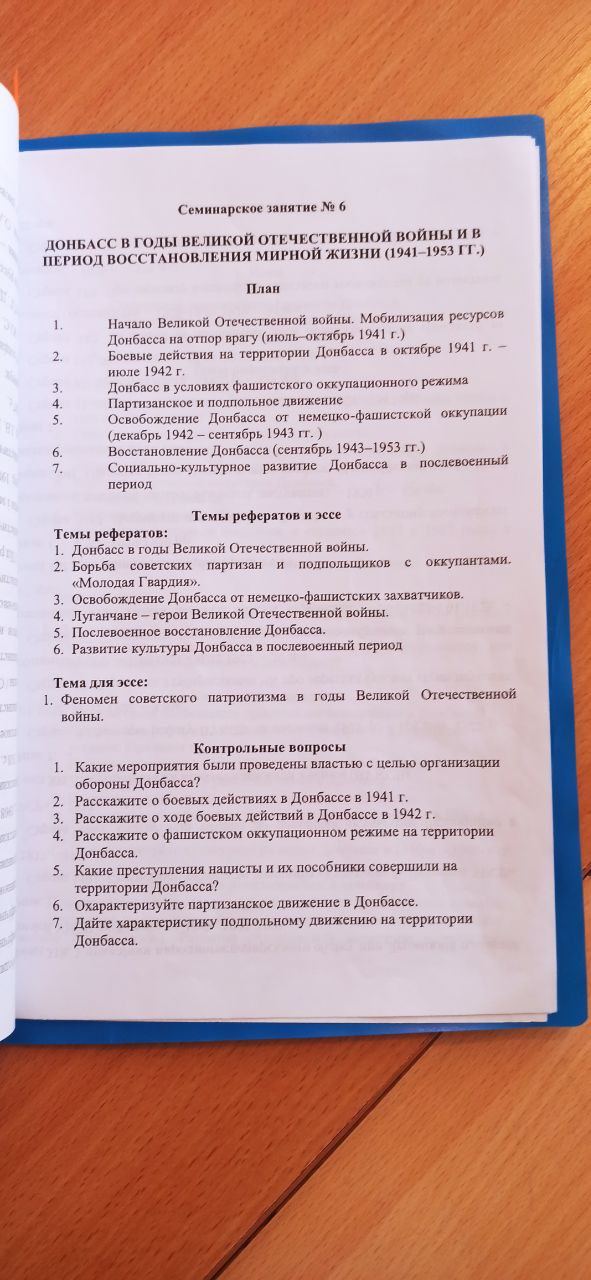 Семинарское занятие № 6
ДОНБАСС В ГОДЫ ВЕЛИКОЙ ОТЕЧЕСТВЕННОЙ ВОЙНЫ И В
ПЕРИОД ВОССТАНОВЛЕНИЯ МИРНОЙ ЖИЗНИ (1941–1953 ГГ.)
План
1. Начало Великой Отечественной войны. Мобилизация ресурсов
Донбасса на отпор врагу (июль–октябрь 1941 г.)
2. Боевые действия на территории Донбасса в октябре 1941 г. –
июле 1942 г.
3. Донбасс в условиях фашистского оккупационного режима
4. Партизанское и подпольное движение
5. Освобождение Донбасса от немецко-фашистской оккупации
(декабрь 1942 – сентябрь 1943 гг. )
6. Восстановление Донбасса (сентябрь 1943–1953 гг.)
7. Социально-культурное развитие Донбасса в послевоенный
период
Темы рефератов и эссе
Темы рефератов:
1. Донбасс в годы Великой Отечественной войны.
2. Борьба советских партизан и подпольщиков с оккупантами.
«Молодая Гвардия».
3. Освобождение Донбасса от немецко-фашистских захватчиков.
4. Луганчане – герои Великой Отечественной войны.
5. Послевоенное восстановление Донбасса.
6. Развитие культуры Донбасса в послевоенный период
Тема для эссе:
1. Феномен советского патриотизма в годы Великой Отечественной
войны.
Контрольные вопросы
1. Какие мероприятия были проведены властью с целью организации
обороны Донбасса?
2. Расскажите о боевых действиях в Донбассе в 1941 г.
3. Расскажите о ходе боевых действий в Донбассе в 1942 г.
4. Расскажите о фашистском оккупационном режиме на территории
Донбасса.
5. Какие преступления нацисты и их пособники совершили на
территории Донбасса?
6. Охарактеризуйте партизанское движение в Донбассе.
7. Дайте характеристику подпольному движению на территории
Донбасса.